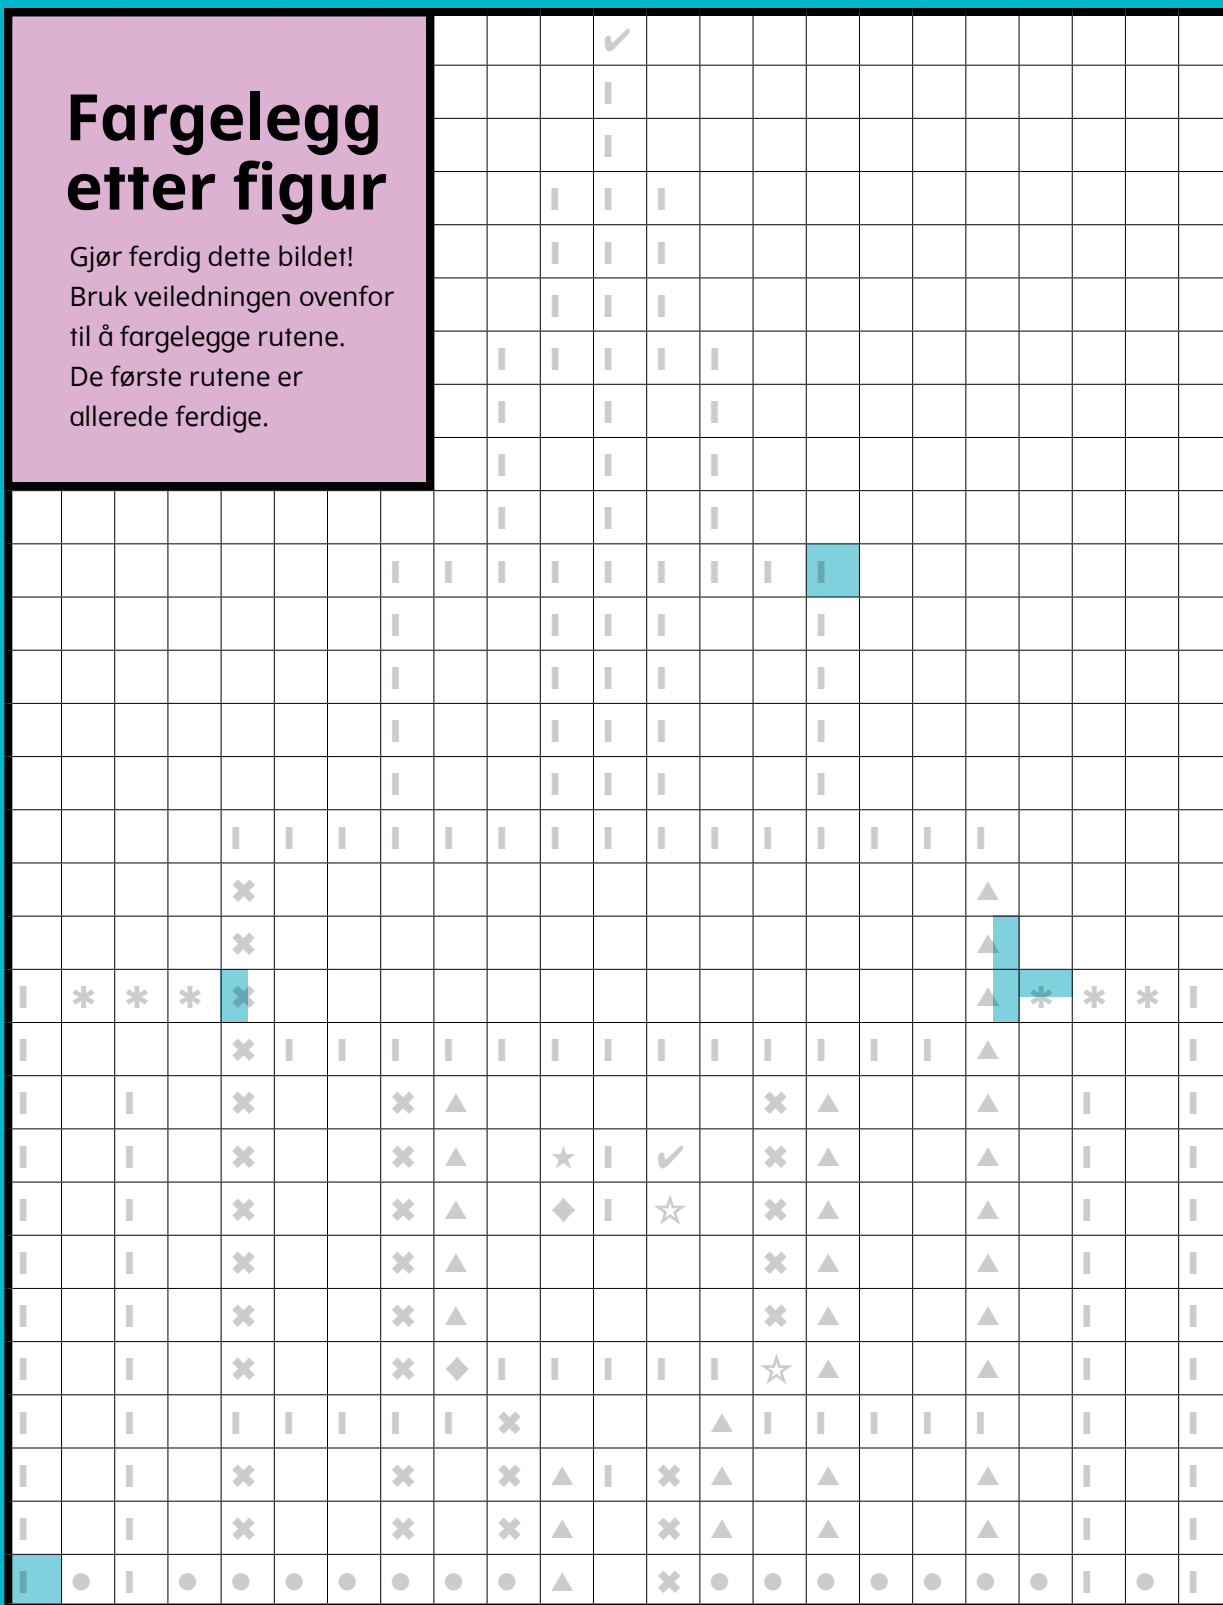 Fargelegg
etter figur
Gjør ferdig dette bildet!
Bruk veiledningen ovenfor
til å fargelegge rutene.
De første rutene er
allerede ferdige.